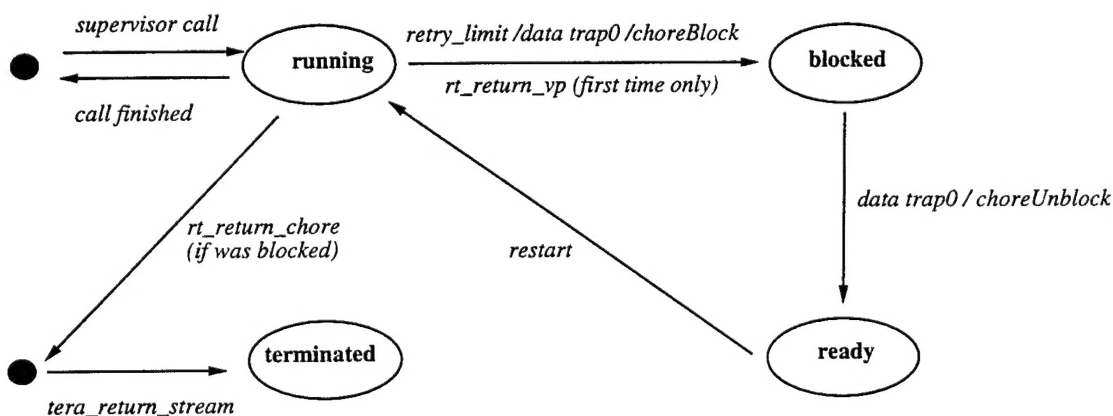 supervisor call
running
retry_limit /data trap0 /choreBlock
blocked
call finished
rt_return_vp (first time only)
data trap0 / choreUnblock
rt_return_chore
(if was blocked)
restart
terminated
ready
tera_return_stream